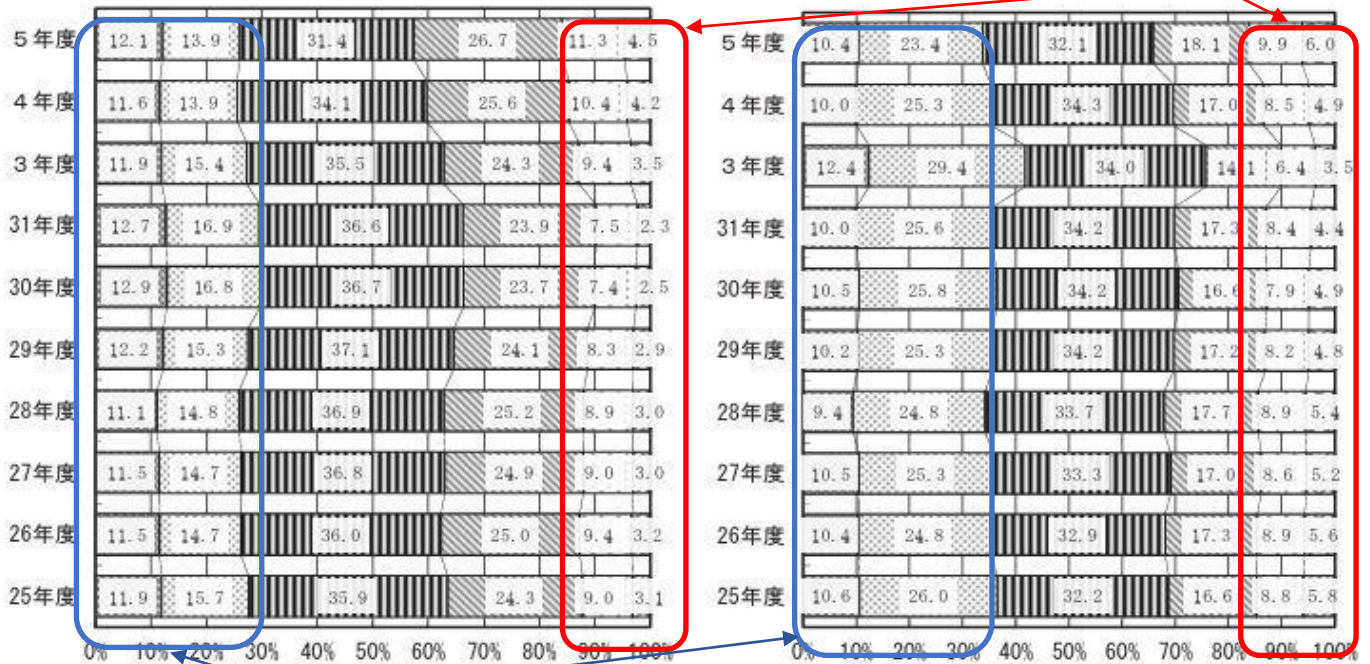 5年度 12.1 13.9 31.4 26.7 11.3 4.5
4年度 11.6 13.9 34.1 25.6 10.4 4.2
3年度 11.9 15.4 35.5 24.3 9.4 3.5
31年度 12.7 16.9 36.6 23.9 7.5 2.3
30年度 12.9 16.8 36.7 23.7 7.4 2.5
29年度 12.2 15.3 37.1 24.1 8.3 2.9
28年度 11.1 14.8 36.9 25.2 8.9 3.0
27年度 11.5 14.7 36.8 24.9 9.0 3.0
26年度 11.5 14.7 36.0 25.0 9.4 3.2
25年度 11.9 15.7 35.9 24.3 9.0 3.1
0% 10% 20% 30% 40% 50% 60% 70% 80% 90% 100%
5年度 10.4 23.4 32.1 18.1 9.9 6.0
4年度 10.0 25.3 34.3 17.0 8.5 4.9
3年度 12.4 29.4 34.0 14.1 6.4 3.5
31年度 10.0 25.6 34.2 17.3 8.4 4.4
30年度 10.5 25.8 34.2 16.6 7.9 4.9
29年度 10.2 25.3 34.2 17.2 8.2 4.8
28年度 9.4 24.8 33.7 17.7 8.9 5.4
27年度 10.5 25.3 33.3 17.0 8.6 5.2
26年度 10.4 24.8 32.9 17.3 8.9 5.6
25年度 10.6 26.0 32.2 16.6 8.8 5.8
0% 10% 20% 30% 40% 50% 60% 70% 80% 90% 100%